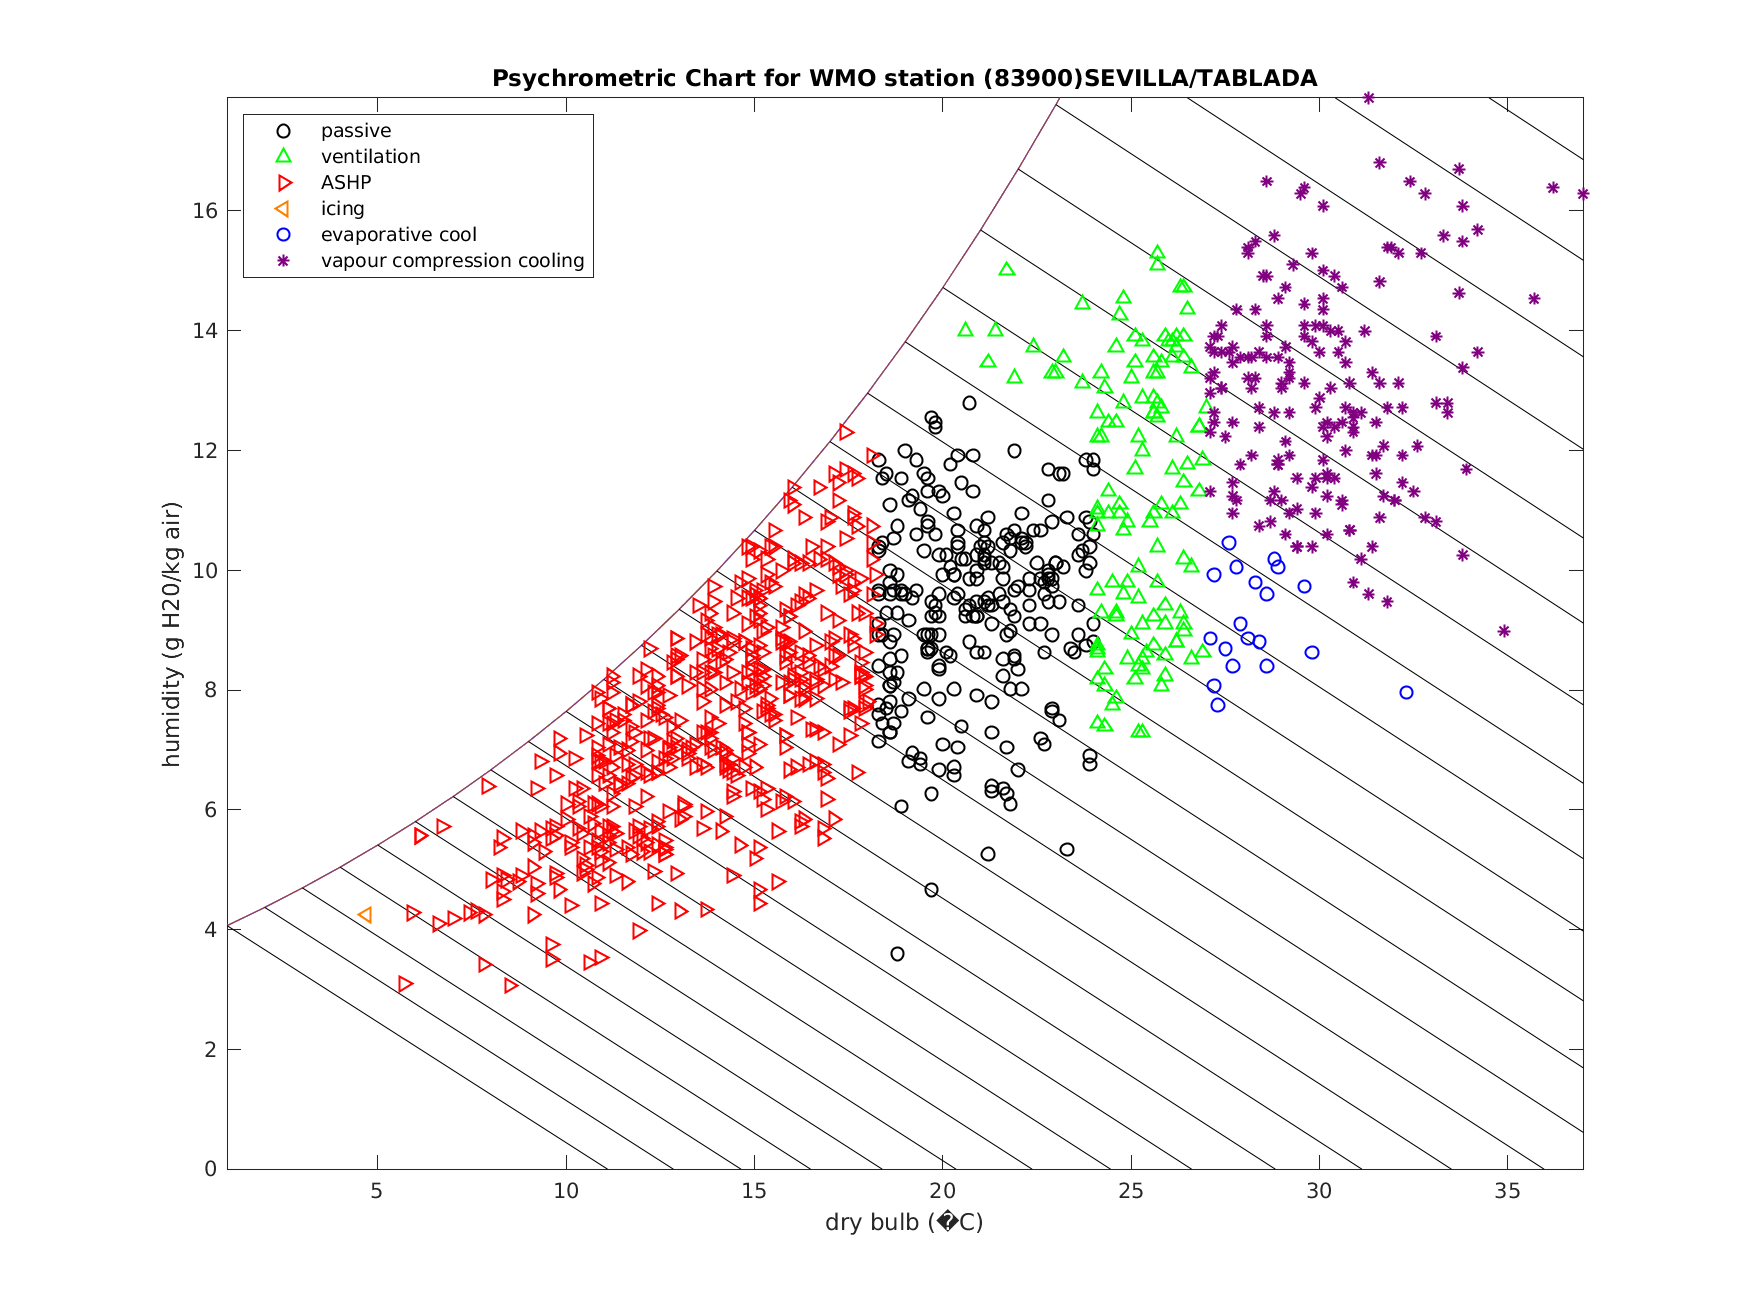 Psychrometric Chart for WMO station (83900)SEVILLA/TABLADA
passive
ventilation
ASHP
icing
evaporative cool
vapour compression cooling
humidity (g H20/kg air)
16
14
12
10
8
6
4
2
0
5 10 15 20 25 30 35
dry bulb (�C)